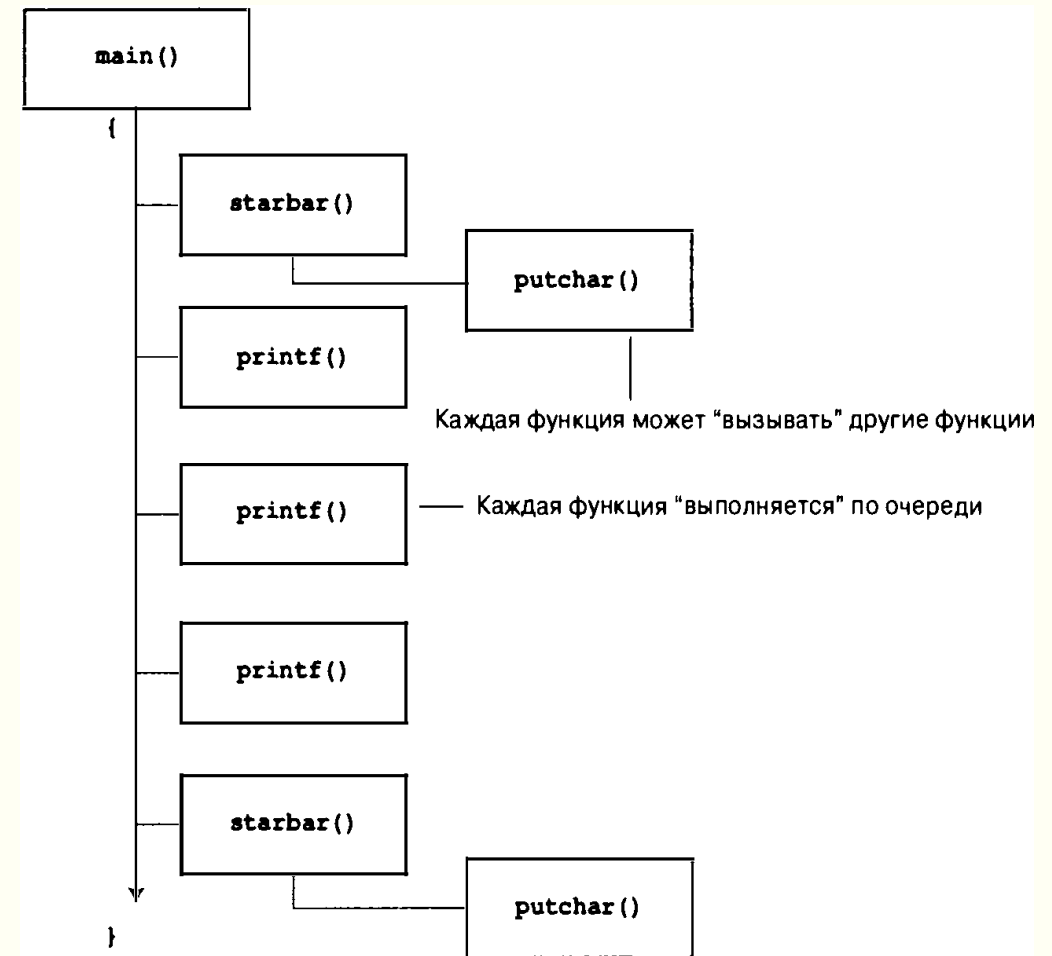 main()
{
starbar()
putchar()
printf()
Каждая функция может "вызывать" другие функции
printf()
Каждая функция "выполняется" по очереди
printf()
starbar()
putchar()
}